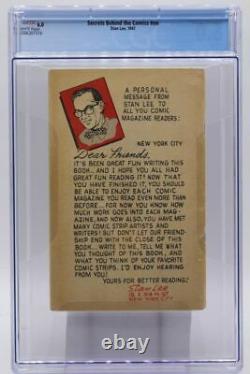 9.0
Secrets Behind the Comics #nn
Stan Lee, 1947
A PERSONAL
MESSAGE FROM
STAN LEE TO
ALL YOU COMIC
MAGAZINE READERS:
NEW YORK CITY
Dear Friends,
IT'S BEEN GREAT FUN WRITING THIS
BOOK... AND I HOPE YOU ALL HAD
GREAT FUN READING IT! NOW THAT
YOU HAVE FINISHED IT, YOU SHOULD BE
ABLE TO ENJOY EACH COMIC
MAGAZINE YOU READ EVEN MORE THAN
BEFORE - FOR NOW YOU KNOW HOW
MUCH WORK GOES INTO EACH MAG-
AZINE, AND NOW ALSO, YOU HAVE MET
MANY COMIC STRIP ARTISTS AND
WRITERS! BUT DON'T LET OUR FRIEND-
SHIP END WITH THE CLOSE OF THIS
BOOK... WRITE TO ME, TELL ME WHAT
YOU THOUGHT OF THIS BOOK, AND
WHAT YOU THINK OF YOUR FAVORITE
COMIC STRIPS. I'D ENJOY HEARING
FROM YOU!
YOURS FOR BETTER READING!
Stan Lee
NEW YORK CITY
Worthpedia.com